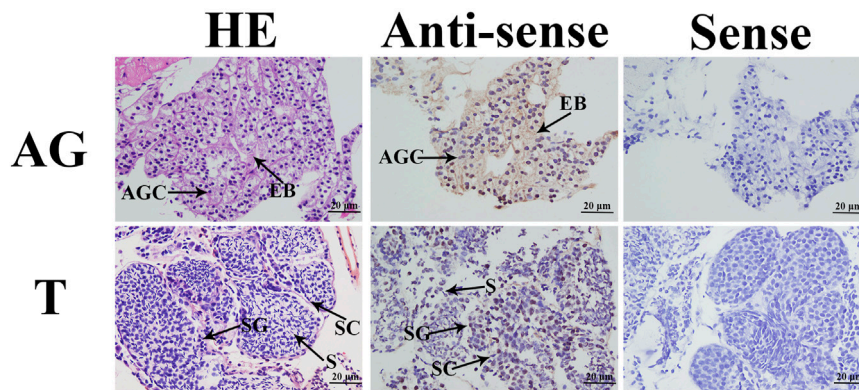 HE Anti-sense Sense
AG
AGC EB 20 μm
AGC EB 20 μm
20 μm
T
SG SC S 20 μm
S SG SC 20 μm
20 μm